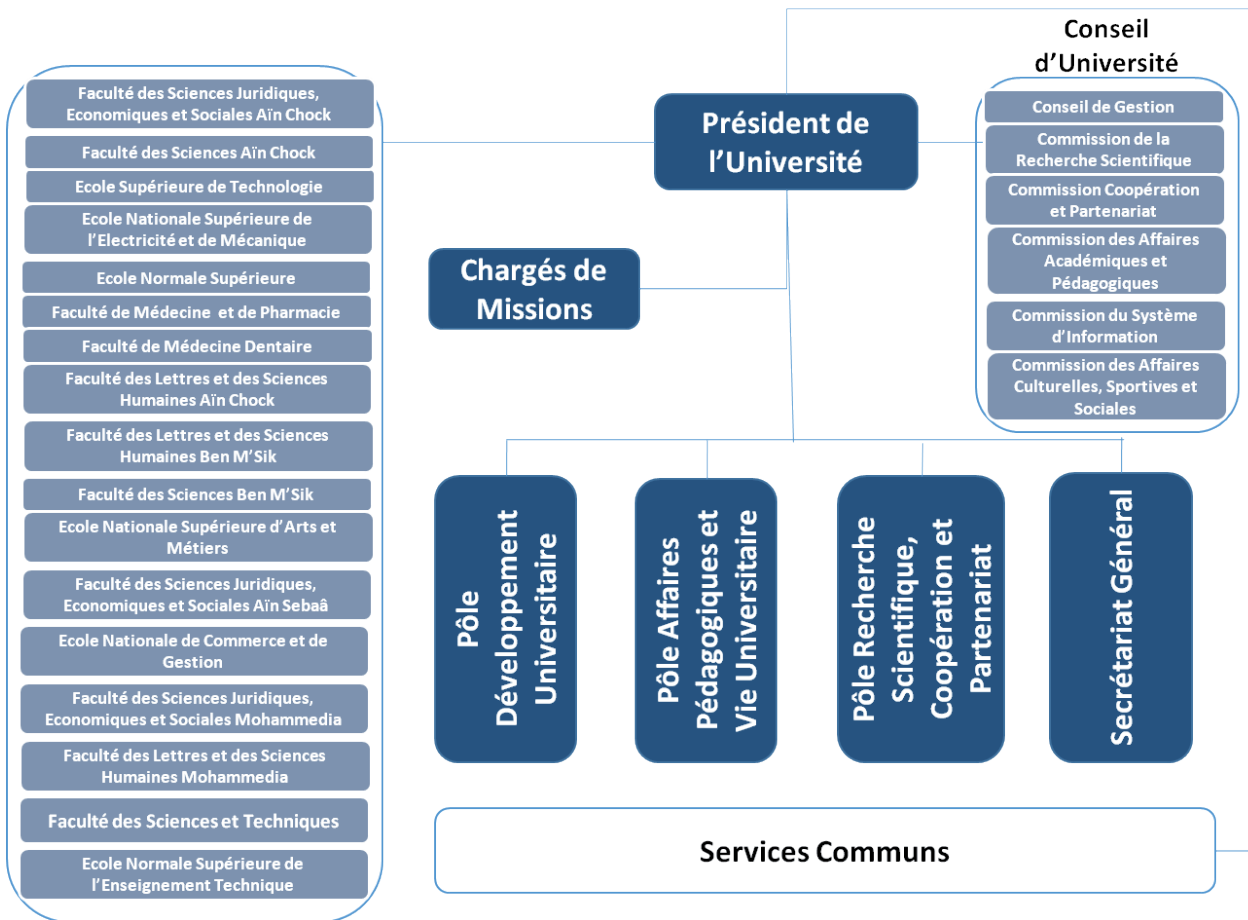 Faculté des Sciences Juridiques,
Economiques et Sociales Aïn Chock
Faculté des Sciences Aïn Chock
Ecole Supérieure de Technologie
Ecole Nationale Supérieure de
l'Electricité et de Mécanique
Ecole Normale Supérieure
Faculté de Médecine et de Pharmacie
Faculté de Médecine Dentaire
Faculté des Lettres et des Sciences
Humaines Aïn Chock
Faculté des Lettres et des Sciences
Humaines Ben M'Sik
Faculté des Sciences Ben M'Sik
Ecole Nationale Supérieure d'Arts et
Métiers
Faculté des Sciences Juridiques,
Economiques et Sociales Aïn Sebaâ
Ecole Nationale de Commerce et de
Gestion
Faculté des Sciences Juridiques,
Economiques et Sociales Mohammedia
Faculté des Lettres et des Sciences
Humaines Mohammedia
Faculté des Sciences et Techniques
Ecole Normale Supérieure de
l'Enseignement Technique
Président de
l'Université
Chargés de
Missions
Conseil
d'Université
Conseil de Gestion
Commission de la
Recherche Scientifique
Commission Coopération
et Partenariat
Commission des Affaires
Académiques et
Pédagogiques
Commission du Système
d'Information
Commission des Affaires
Culturelles, Sportives et
Sociales
Pôle
Développement
Universitaire
Pôle Affaires
Pédagogiques et
Vie Universitaire
Pôle Recherche
Scientifique,
Coopération et
Partenariat
Secrétariat Général
Services Communs